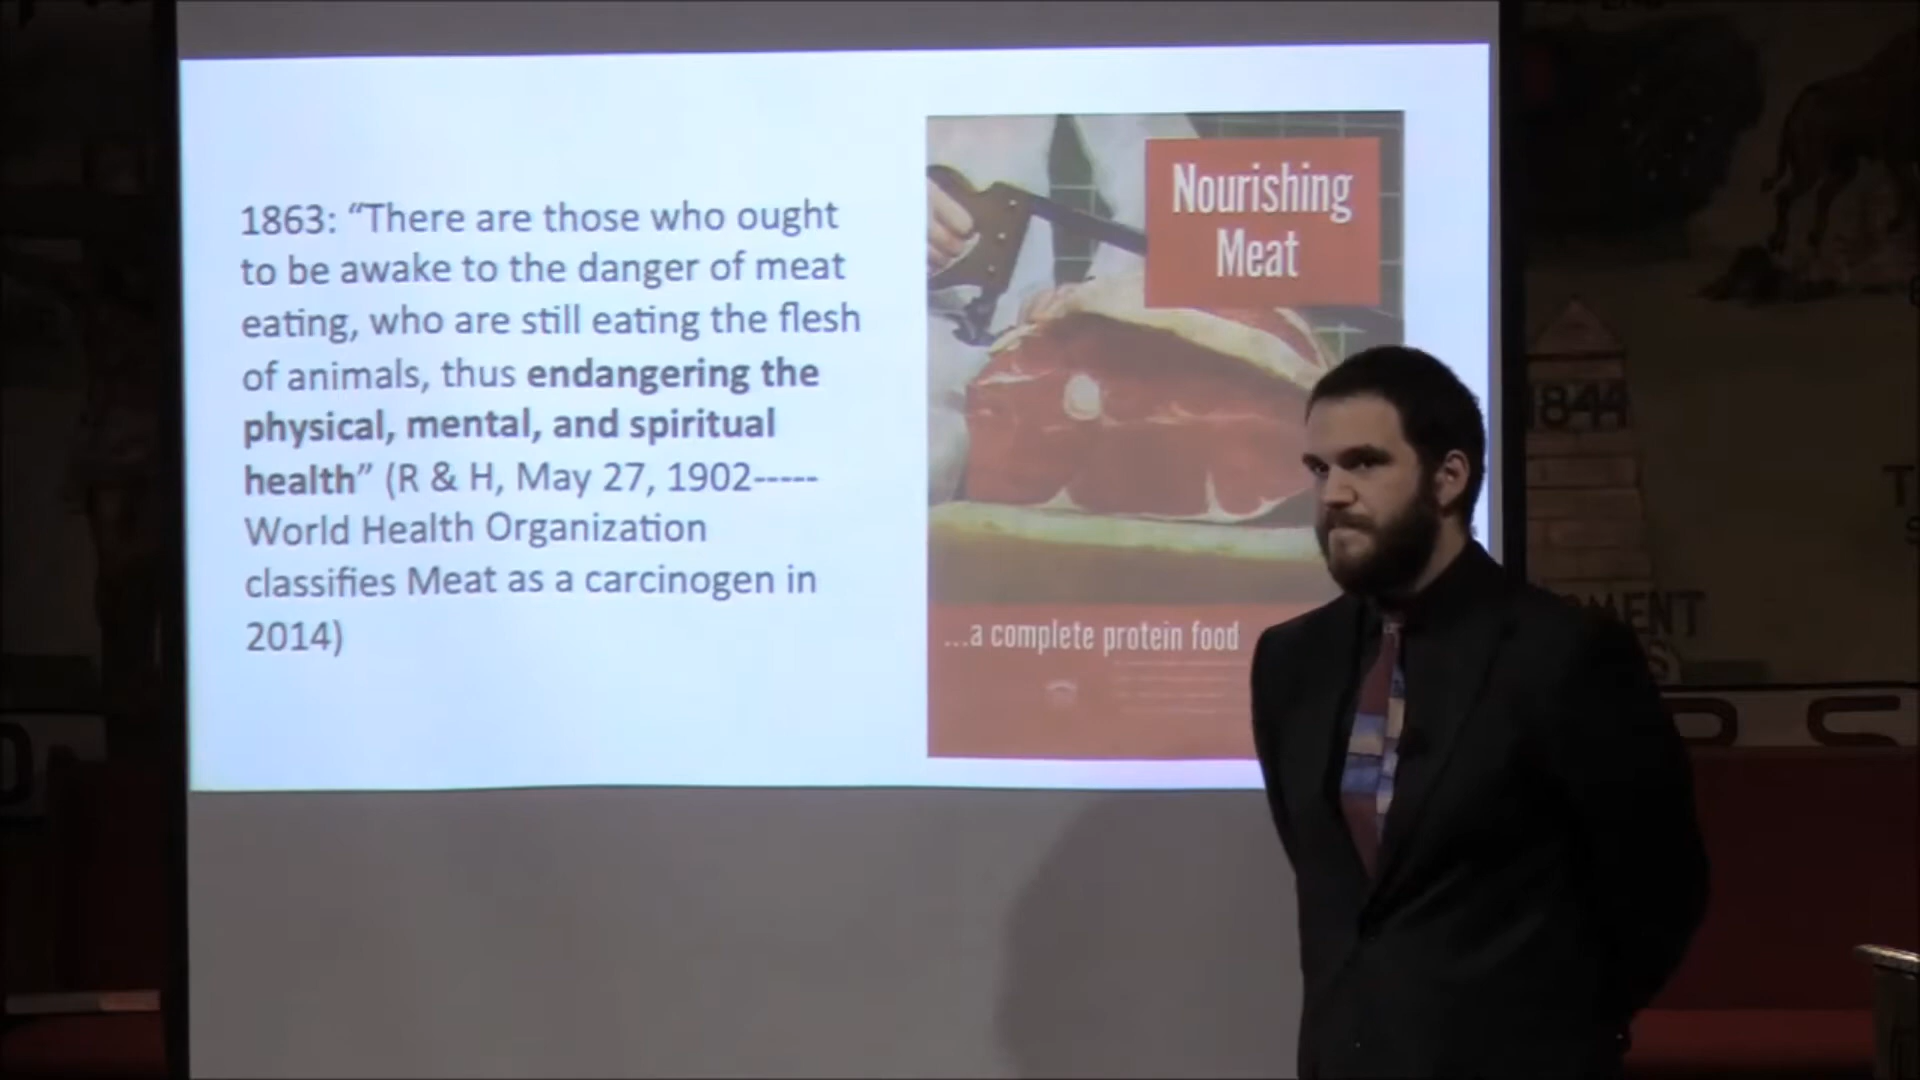 1863: “There are those who ought
to be awake to the danger of meat
eating, who are still eating the flesh
of animals, thus endangering the
physical, mental, and spiritual
health” (R & H, May 27, 1902-----
World Health Organization
classifies Meat as a carcinogen in
2014)
Nourishing
Meat
...a complete protein food
1844